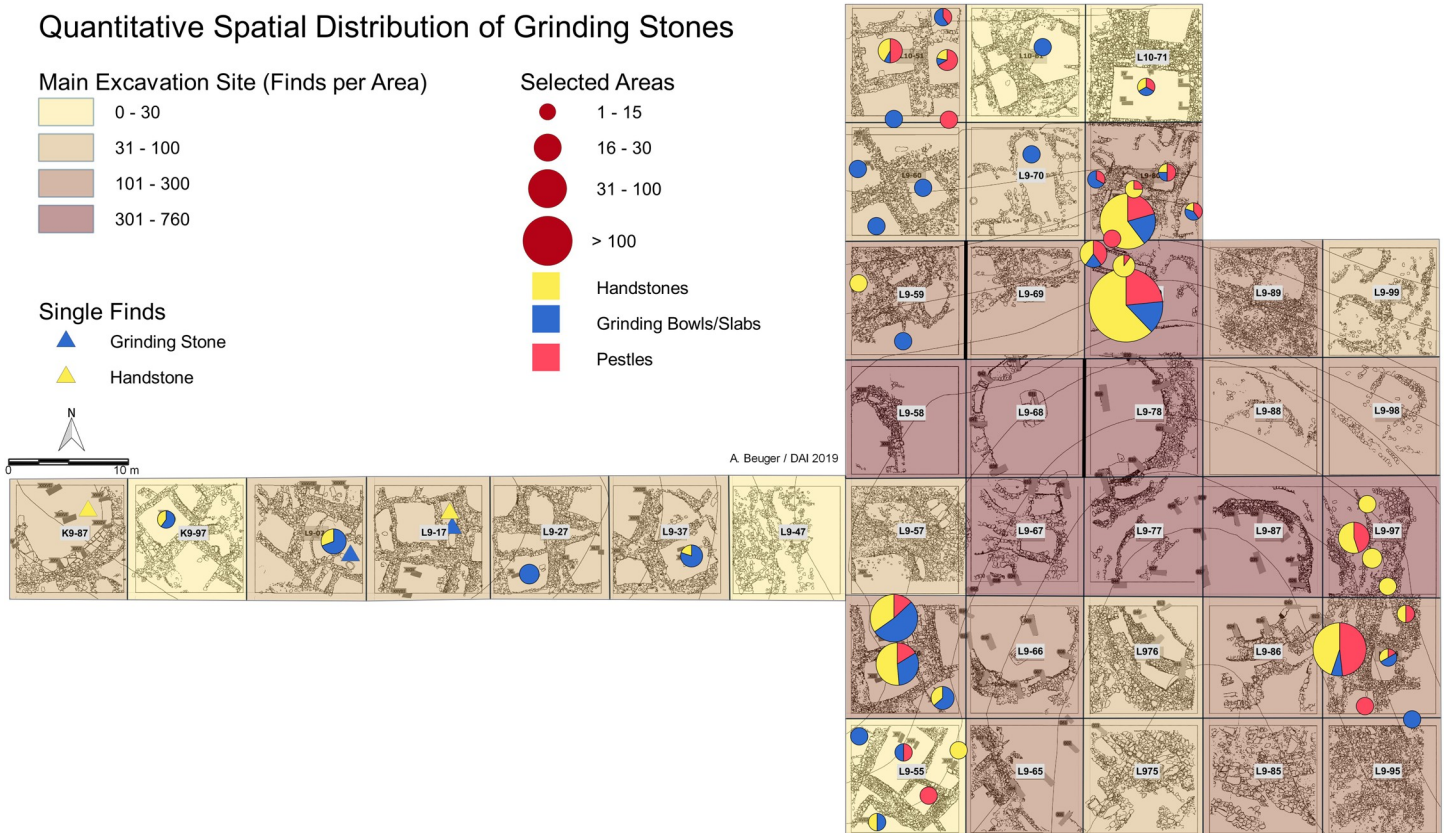 Quantitative Spatial Distribution of Grinding Stones
Main Excavation Site (Finds per Area)
0 - 30
31 - 100
101 - 300
301 - 760
Selected Areas
1 - 15
16 - 30
31 - 100
> 100
Handstones
Grinding Bowls/Slabs
Pestles
Single Finds
Grinding Stone
Handstone
N
0 10 m
A. Beuger / DAI 2019
L10-51
L10-71
L9-60
L9-70
L9-59
L9-69
L9-89
L9-99
L9-58
L9-68
L9-78
L9-88
L9-98
K9-87
K9-97
L9-17
L9-27
L9-37
L9-47
L9-57
L9-67
L9-77
L9-87
L9-97
L9-66
L976
L9-86
L9-55
L9-65
L975
L9-85
L9-95